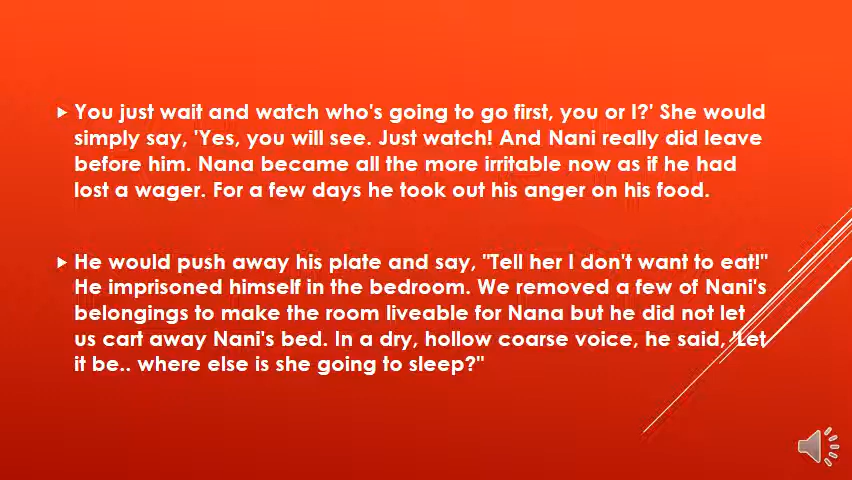 You just wait and watch who's going to go first, you or I?' She would
simply say, 'Yes, you will see. Just watch! And Nani really did leave
before him. Nana became all the more irritable now as if he had
lost a wager. For a few days he took out his anger on his food.
He would push away his plate and say, "Tell her I don't want to eat!"
He imprisoned himself in the bedroom. We removed a few of Nani's
belongings to make the room liveable for Nana but he did not let
us cart away Nani's bed. In a dry, hollow coarse voice, he said, 'Let
it be.. where else is she going to sleep?"